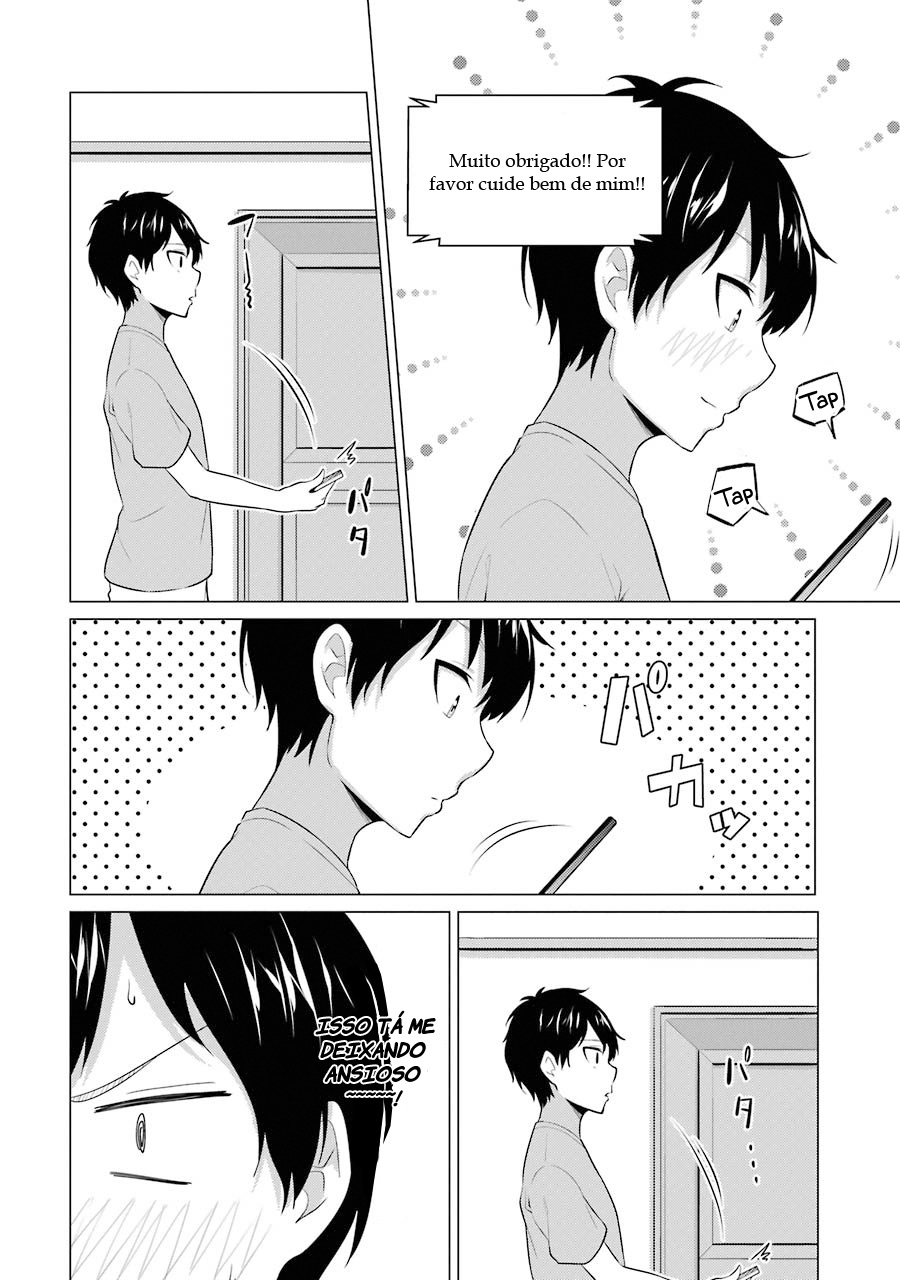 Muito obrigado!! Por
favor cuide bem de mim!!
Tap
Tap
パタ
パカッ
パタ...
ISSO TÁ ME
DEIXANDO
ANSIOSO
~~~~~~!